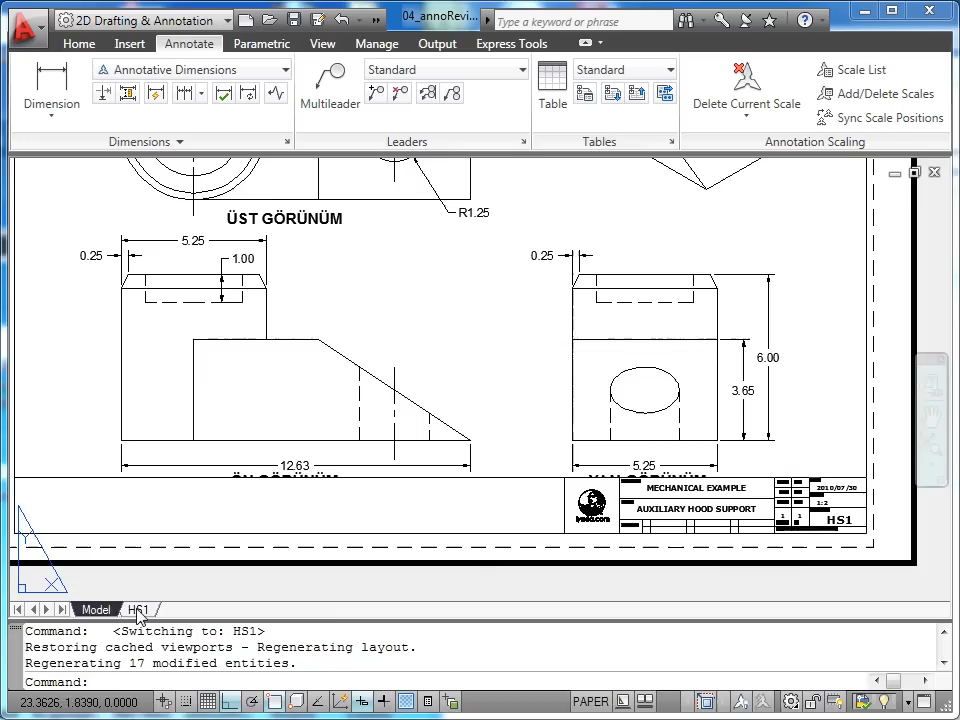 2D Drafting & Annotation
04_annoRevi...
Type a keyword or phrase
Home Insert Annotate Parametric View Manage Output Express Tools
Dimension
Annotative Dimensions
Multileader
Standard
Table
Standard
Delete Current Scale
Scale List
Add/Delete Scales
Sync Scale Positions
Dimensions
Leaders
Tables
Annotation Scaling
ÜST GÖRÜNÜM
R1.25
5.25
0.25
1.00
0.25
6.00
3.65
12.63
5.25
MECHANICAL EXAMPLE
2010/07/30
AUXILIARY HOOD SUPPORT
1:2
lynda.com
1 1
HS1
Y
X
Model
HS1
Command: <Switching to: HS1>
Restoring cached viewports - Regenerating layout.
Regenerating 17 modified entities.
Command:
23.3626, 1.8390, 0.0000
PAPER